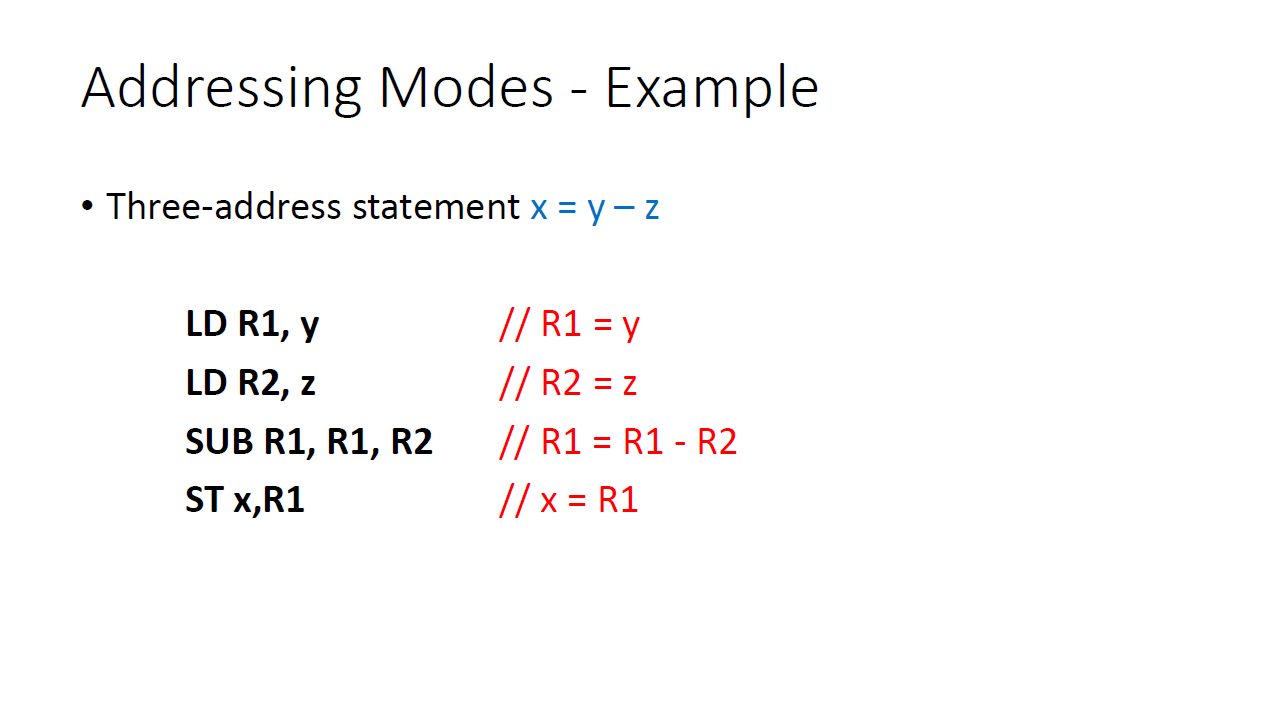 Addressing Modes - Example
• Three-address statement x = y – z
LD R1, y // R1 = y
LD R2, z // R2 = z
SUB R1, R1, R2 // R1 = R1 - R2
ST x,R1 // x = R1